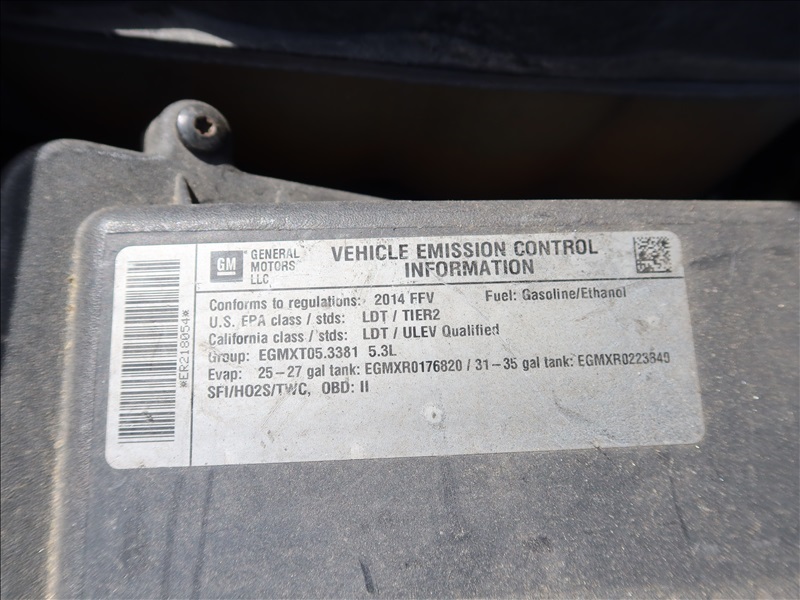 *ER218054*
GM
GENERAL
MOTORS
LLC
VEHICLE EMISSION CONTROL
INFORMATION
Conforms to regulations: 2014 FFV Fuel: Gasoline/Ethanol
U.S. EPA class / stds: LDT / TIER2
California class / stds: LDT / ULEV Qualified
Group: EGMXT05.3381 5.3L
Evap: 25-27 gal tank: EGMXR0176820 / 31-35 gal tank: EGMXR0223840
SFI/HO2S/TWC, OBD: II